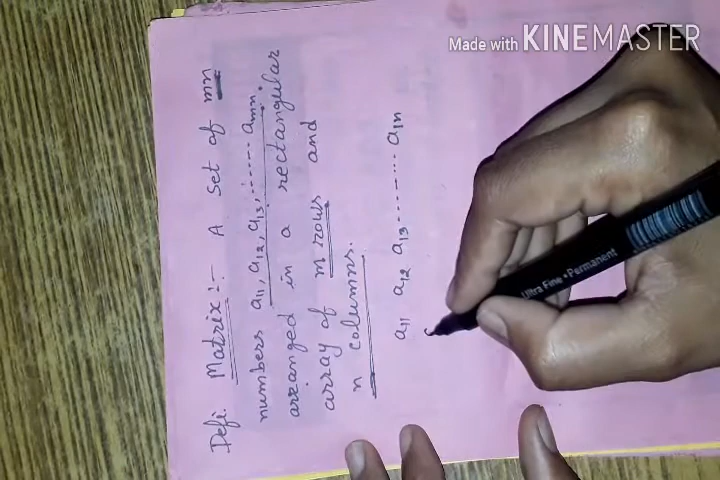 Defi. Matrix :- A set of mn
numbers a11, a12, a13, ...... amn.
arranged in a rectangular
array of m rows and
n columns.
a11 a12 a13 ....-... a1n
Ultra Fine • Permanent
Made with KINEMASTER